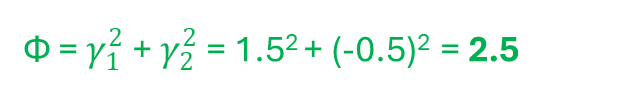 Φ = γ₁² + γ₂² = 1.5² + (-0.5)² = 2.5